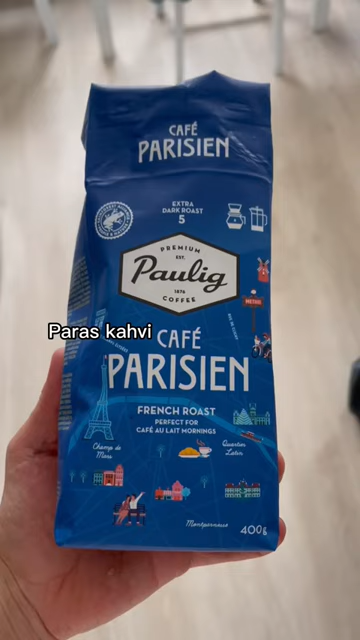 CAFÉ
PARISIEN
EXTRA
DARK ROAST
5
PREMIUM
EST.
Paulig
1876
COFFEE
METRO
Paras kahvi
CAFÉ
PARISIEN
FRENCH ROAST
PERFECT FOR
CAFÉ AU LAIT MORNINGS
Champ de
Mars
Quartier
Latin
Montparnasse
400g